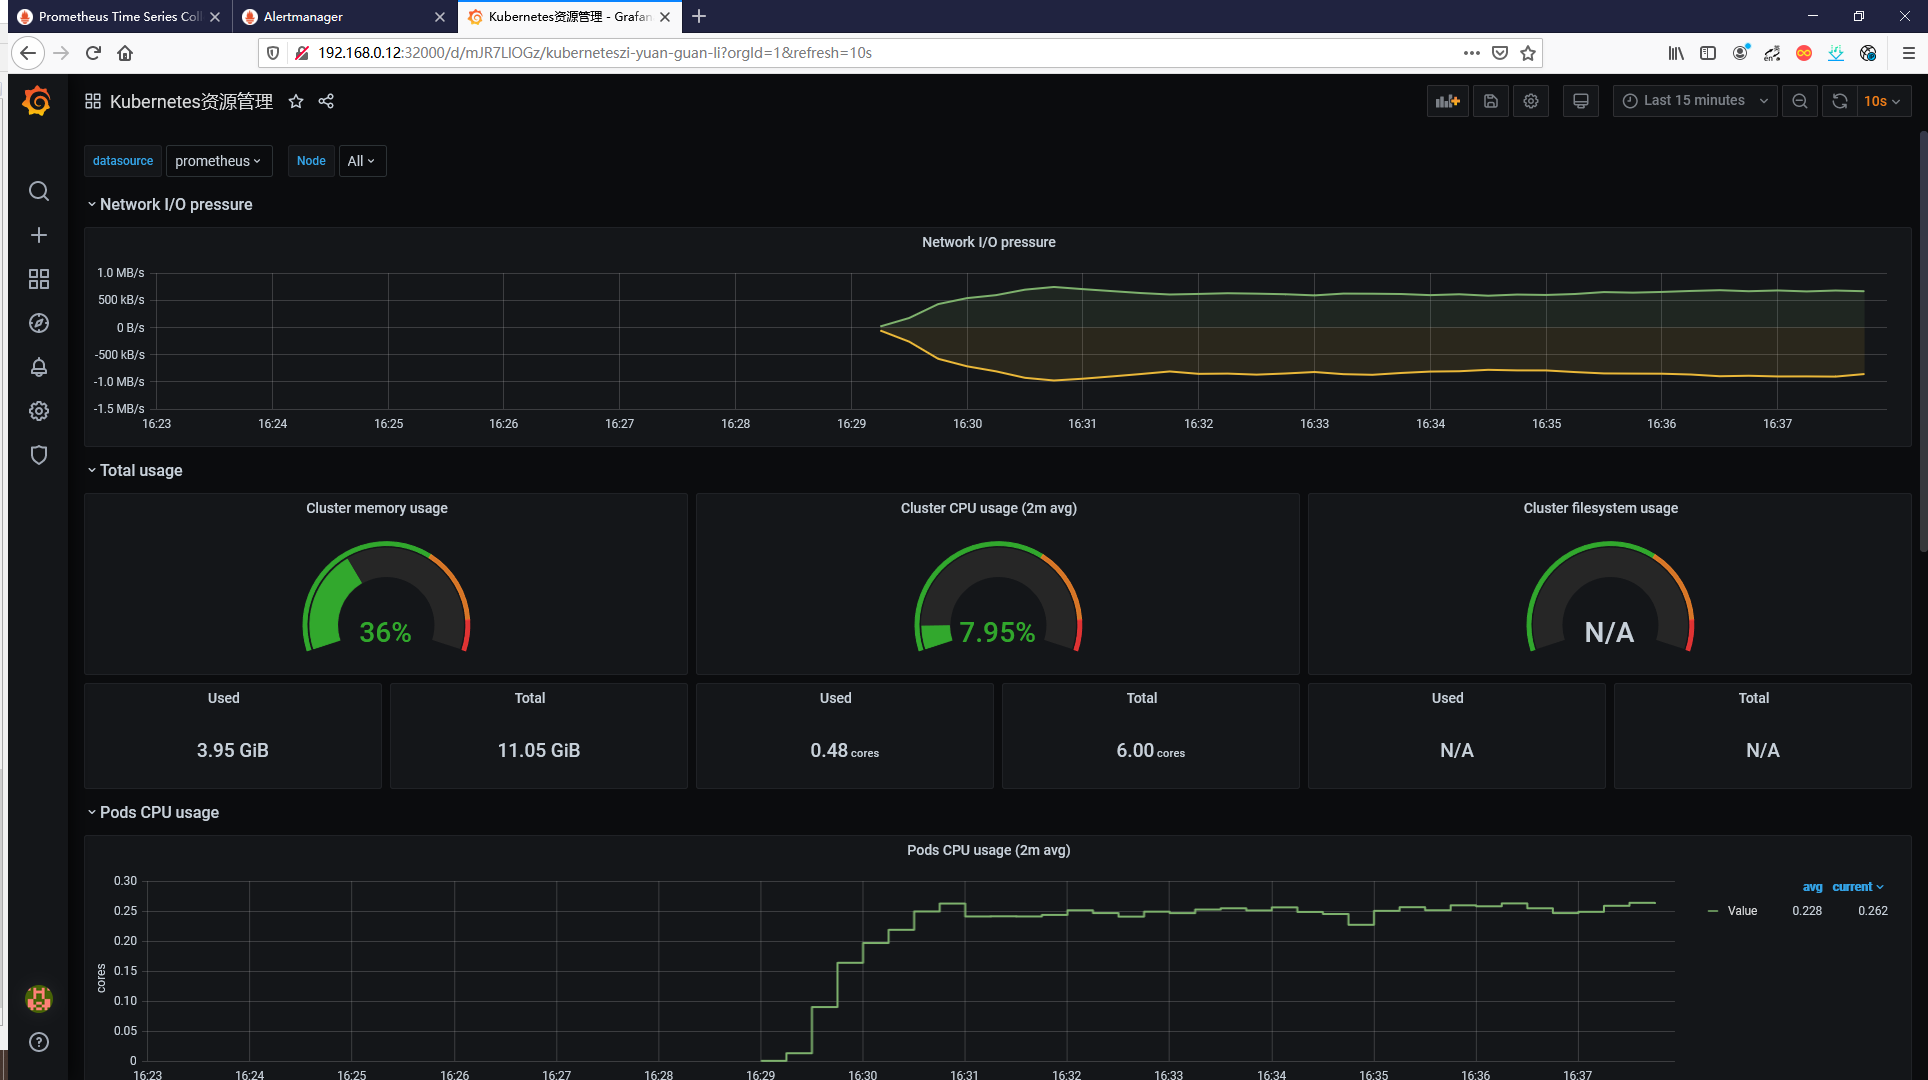 Prometheus Time Series Coll
Alertmanager
Kubernetes资源管理 - Grafan
192.168.0.12:32000/d/mJR7LIOGz/kuberneteszi-yuan-guan-li?orgId=1&refresh=10s
en
Kubernetes资源管理
Last 15 minutes
10s
datasource
prometheus
Node
All
Network I/O pressure
Network I/O pressure
1.0 MB/s
500 kB/s
0 B/s
-500 kB/s
-1.0 MB/s
-1.5 MB/s
16:23 16:24 16:25 16:26 16:27 16:28 16:29 16:30 16:31 16:32 16:33 16:34 16:35 16:36 16:37
Total usage
Cluster memory usage
36%
Cluster CPU usage (2m avg)
7.95%
Cluster filesystem usage
N/A
Used
3.95 GiB
Total
11.05 GiB
Used
0.48 cores
Total
6.00 cores
Used
N/A
Total
N/A
Pods CPU usage
Pods CPU usage (2m avg)
cores
0.30
0.25
0.20
0.15
0.10
0.05
0
16:23 16:24 16:25 16:26 16:27 16:28 16:29 16:30 16:31 16:32 16:33 16:34 16:35 16:36 16:37
avg current
Value 0.228 0.262